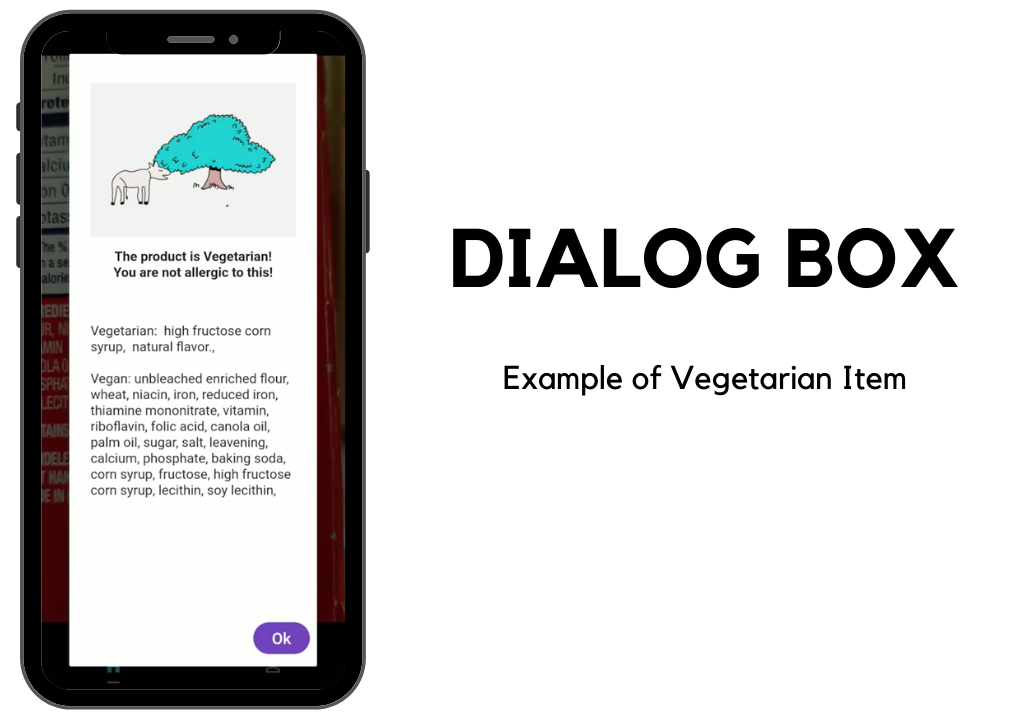 The product is Vegetarian!
You are not allergic to this!
Vegetarian:  high fructose corn
syrup,  natural flavor.,
Vegan: unbleached enriched flour,
wheat, niacin, iron, reduced iron,
thiamine mononitrate, vitamin,
riboflavin, folic acid, canola oil,
palm oil, sugar, salt, leavening,
calcium, phosphate, baking soda,
corn syrup, fructose, high fructose
corn syrup, lecithin, soy lecithin,
Ok
DIALOG BOX
Example of Vegetarian Item